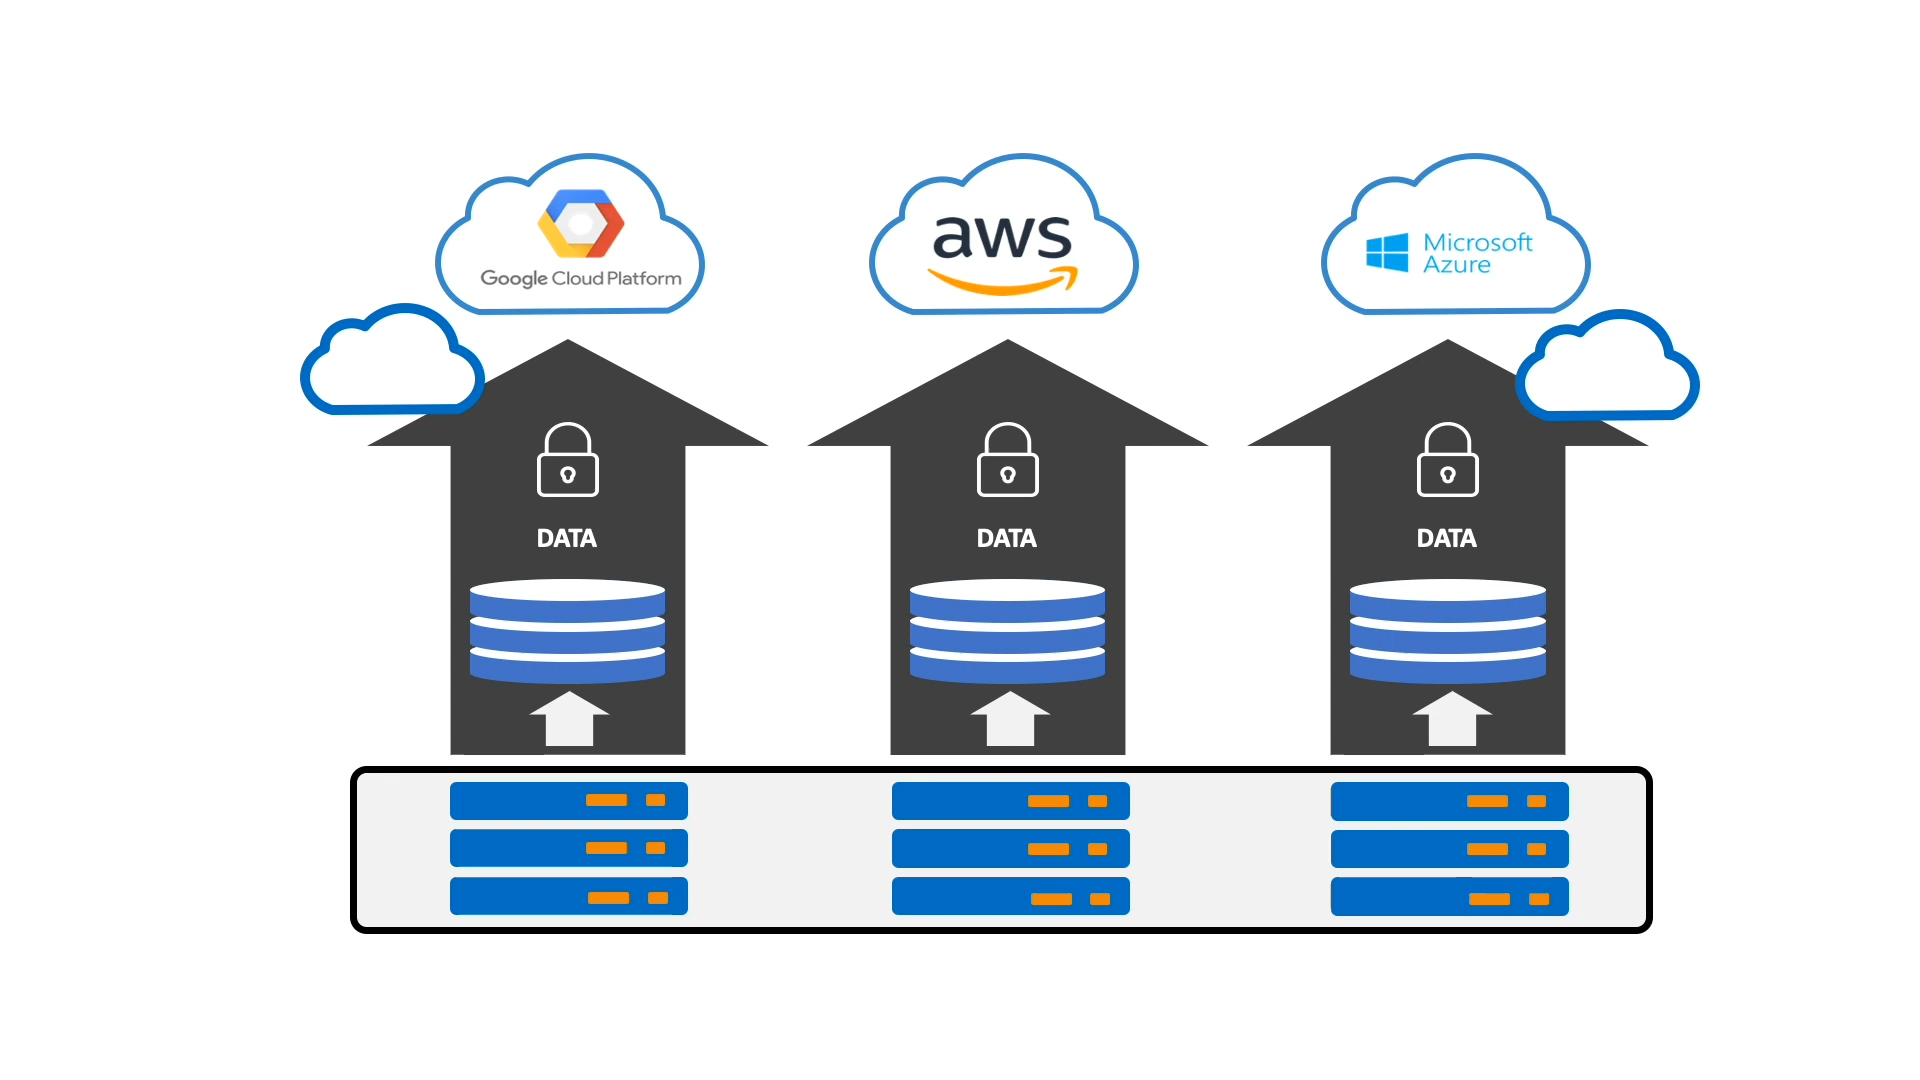 Google Cloud Platform
aws
Microsoft
Azure
DATA
DATA
DATA